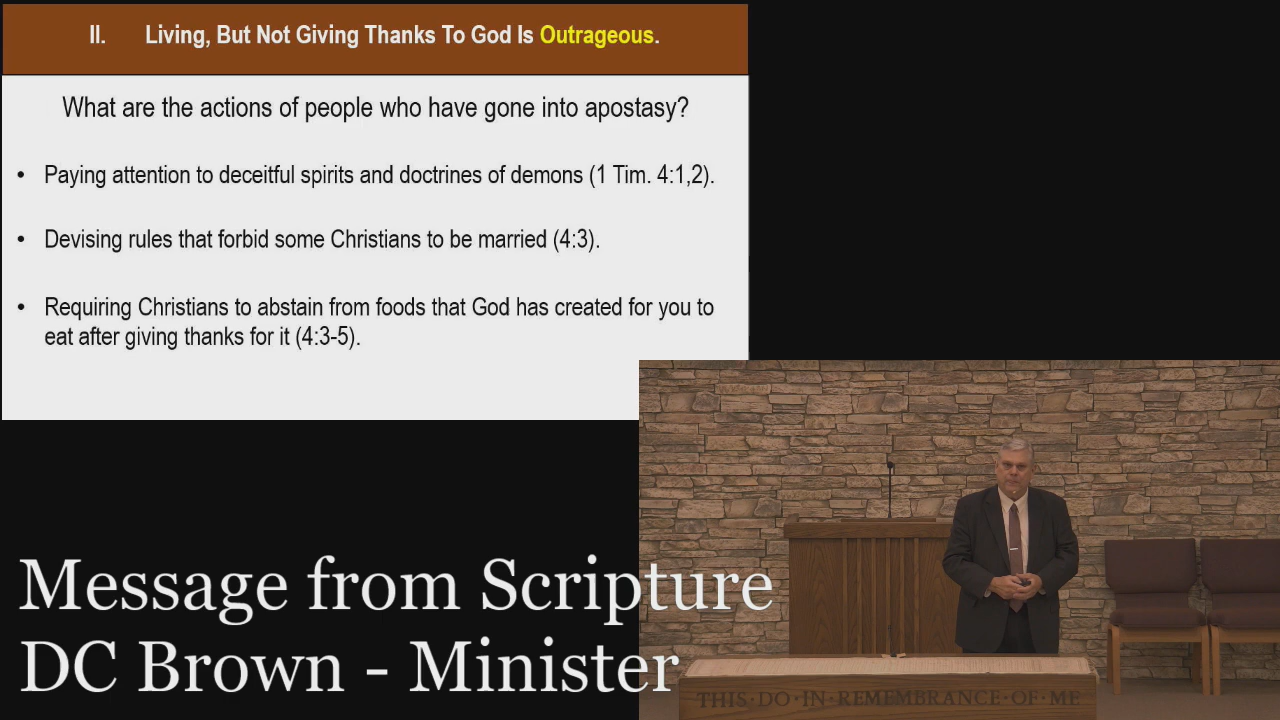 II. Living, But Not Giving Thanks To God Is Outrageous.
What are the actions of people who have gone into apostasy?
• Paying attention to deceitful spirits and doctrines of demons (1 Tim. 4:1,2).
• Devising rules that forbid some Christians to be married (4:3).
• Requiring Christians to abstain from foods that God has created for you to
eat after giving thanks for it (4:3-5).
Message from Scripture
DC Brown - Minister
THIS·DO·IN·REMEMBRANCE·OF·ME